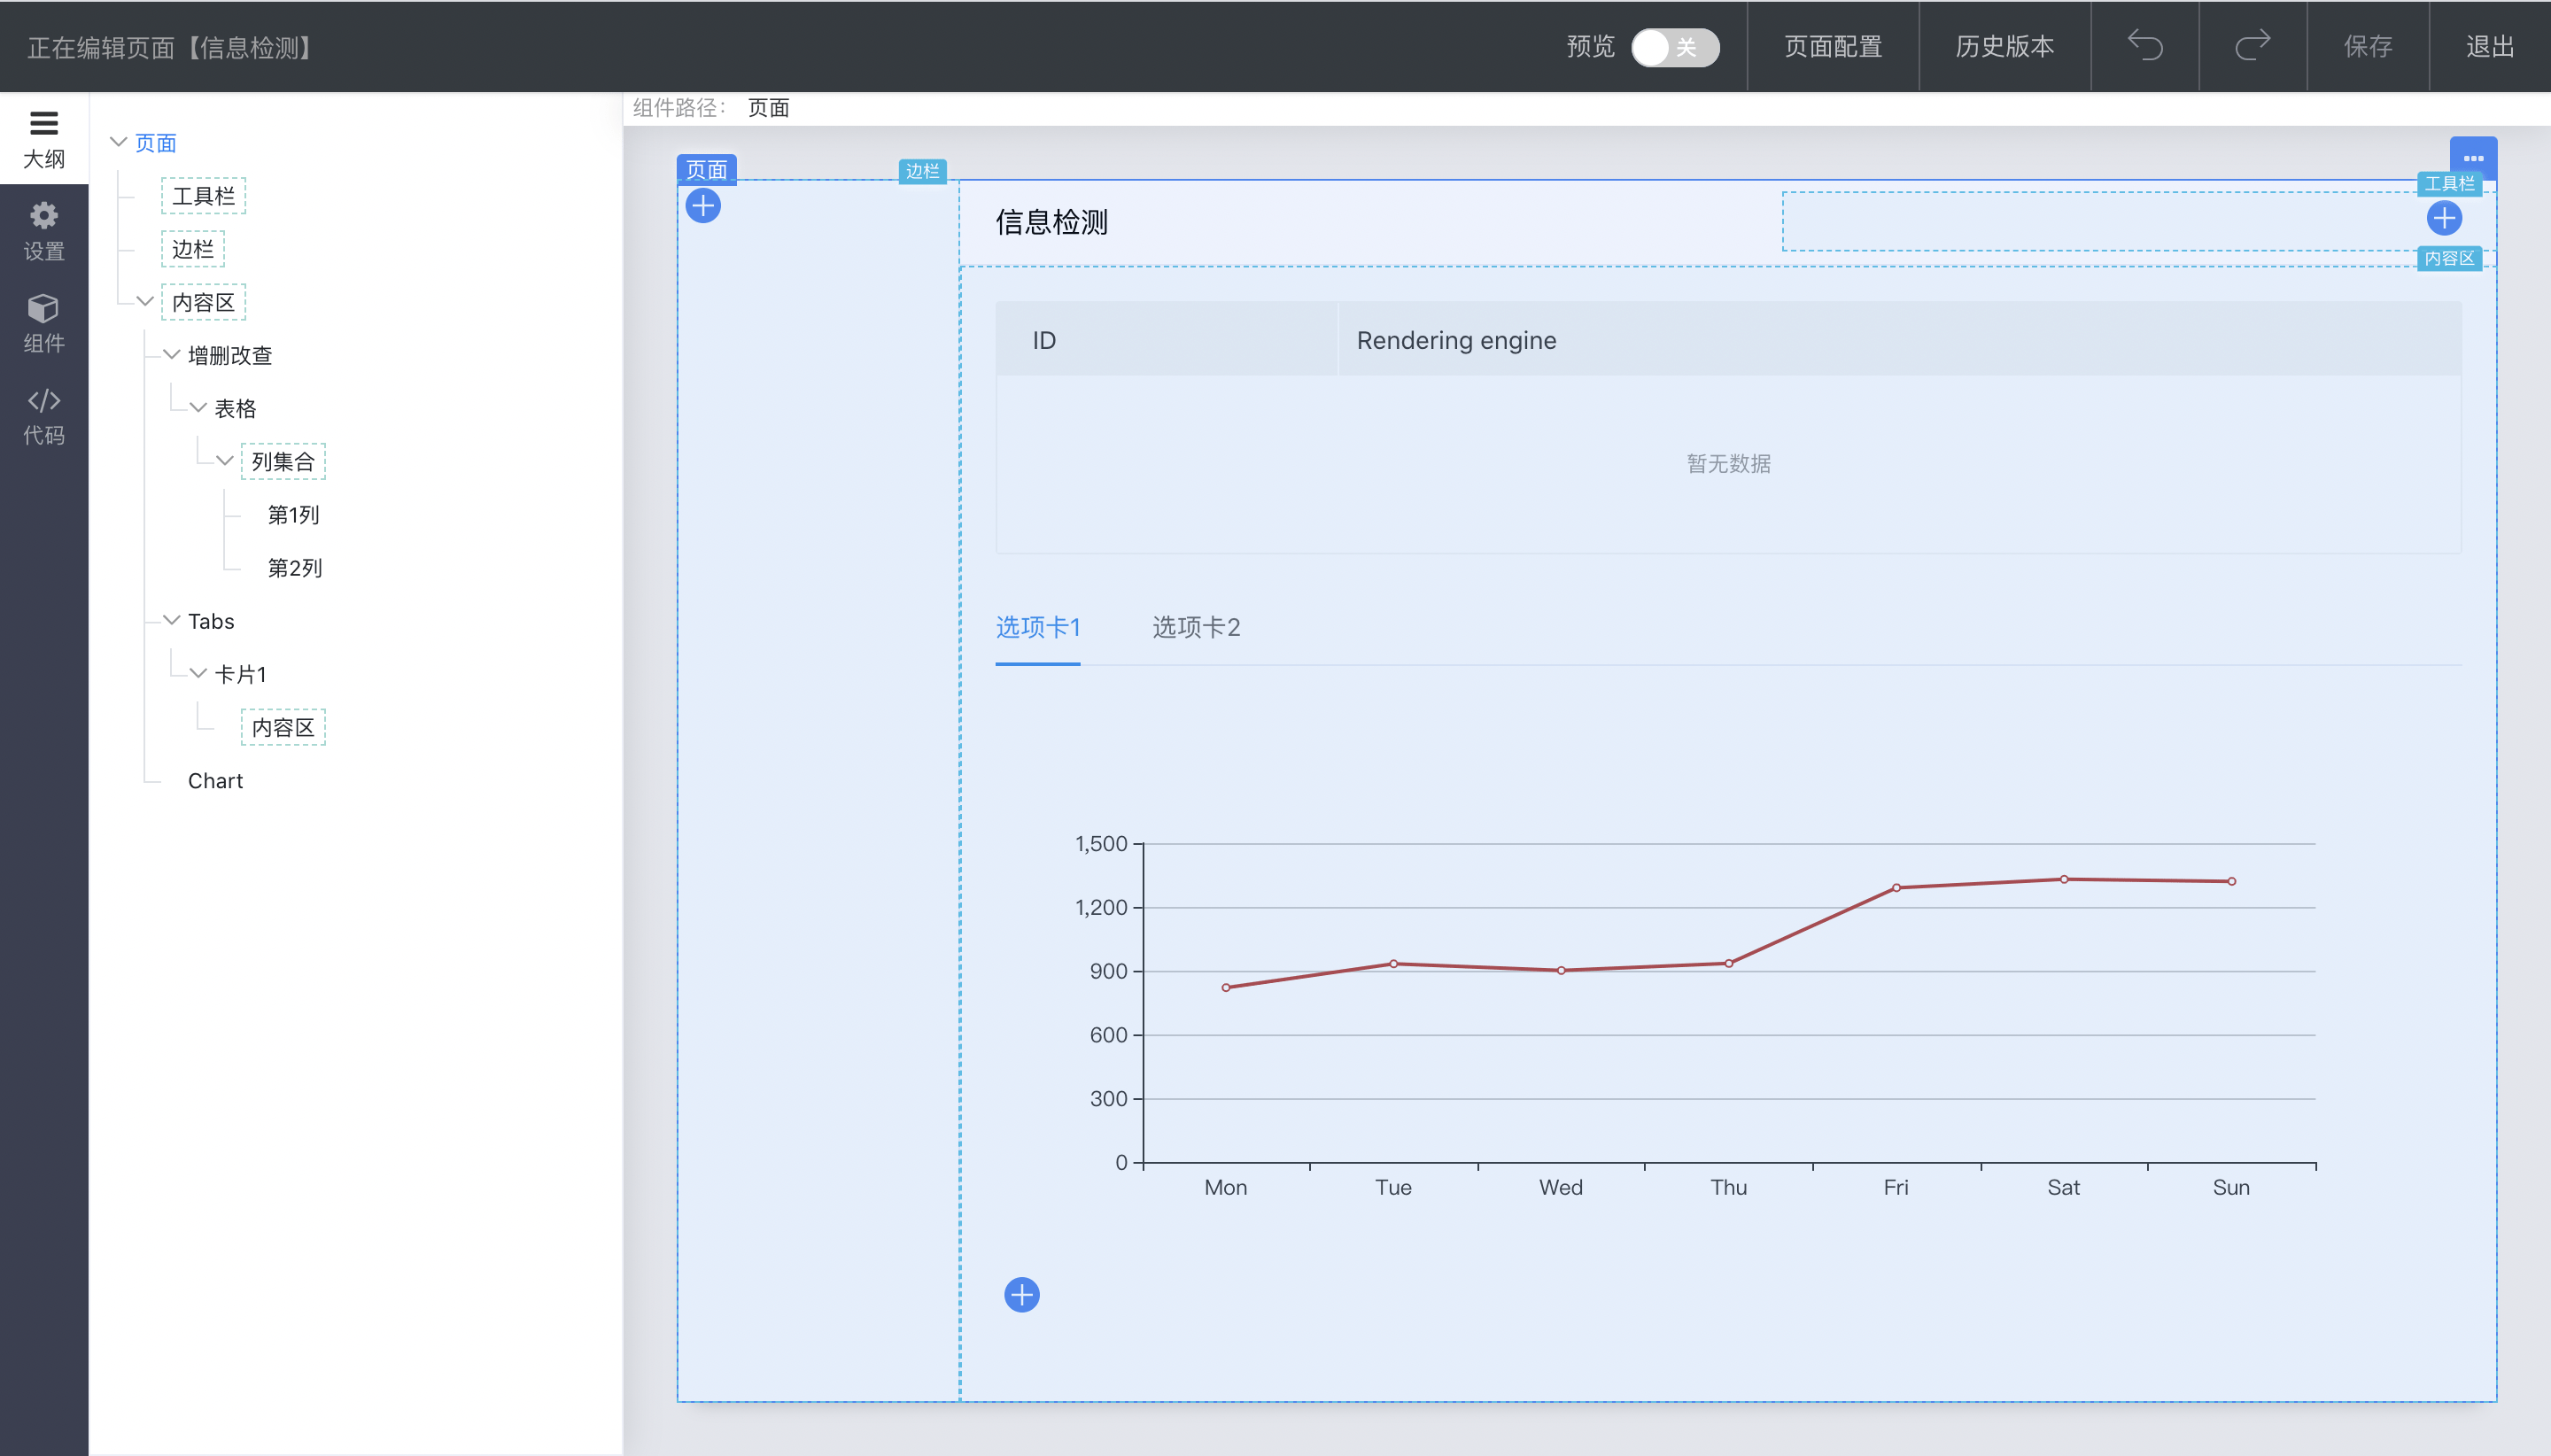 正在编辑页面【信息检测】
预览 关 页面配置 历史版本 保存 退出
大纲
设置
组件
代码
页面
工具栏
边栏
内容区
增删改查
表格
列集合
第1列
第2列
Tabs
卡片1
内容区
Chart
组件路径： 页面
页面
边栏
工具栏
信息检测
内容区
ID Rendering engine
暂无数据
选项卡1 选项卡2
1,500
1,200
900
600
300
0
Mon Tue Wed Thu Fri Sat Sun